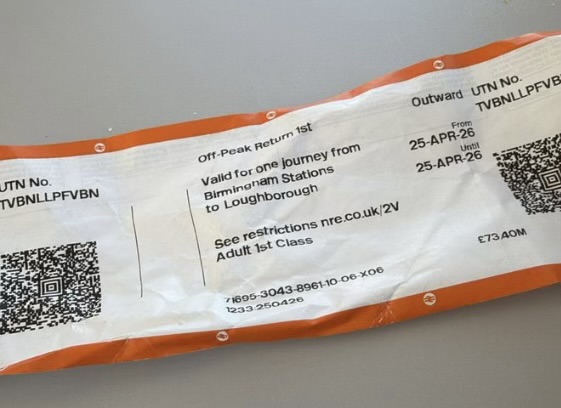 UTN No.
TVBNLLPFVBN
Off-Peak Return 1st
Outward
Valid for one journey from
Birmingham Stations
to Loughborough
From
25-APR-26
Until
25-APR-26
See restrictions nre.co.uk/2V
Adult 1st Class
£73.40M
71695-3043-8961-10-06-X06
1233 250426
UTN No.
TVBNLLPFVB